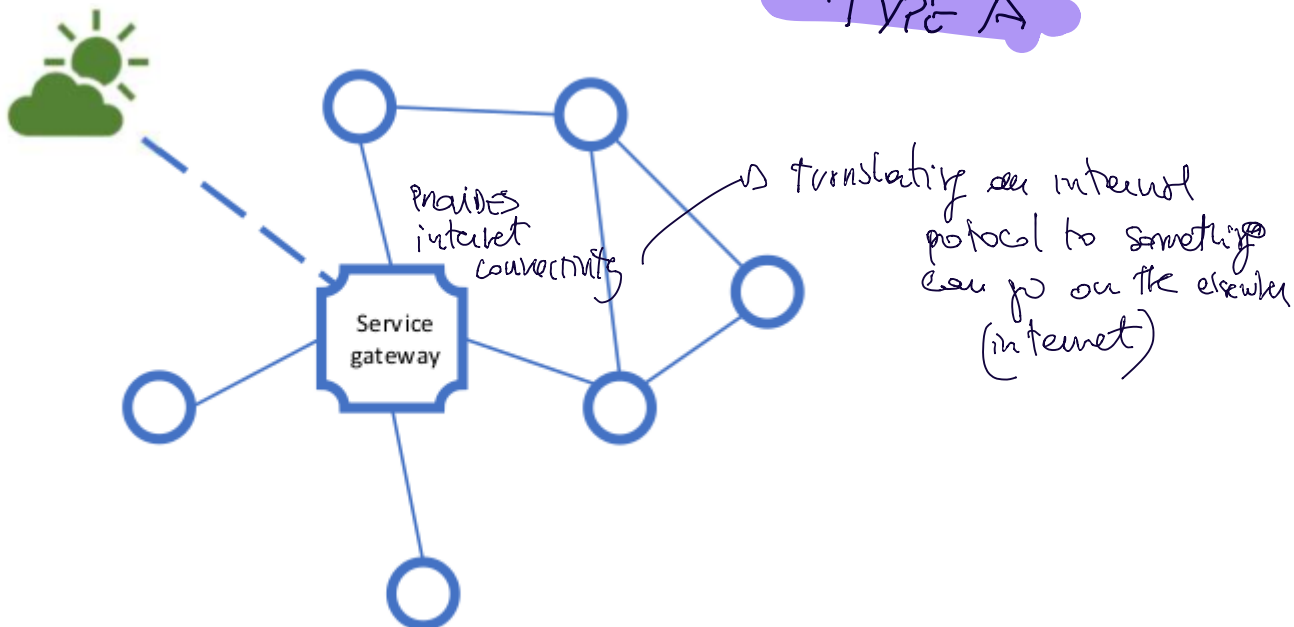 TYPE A
PROVIDES
internet
connectivity
translating an internal
protocol to something
can go on the elsewhere
(internet)
Service
gateway